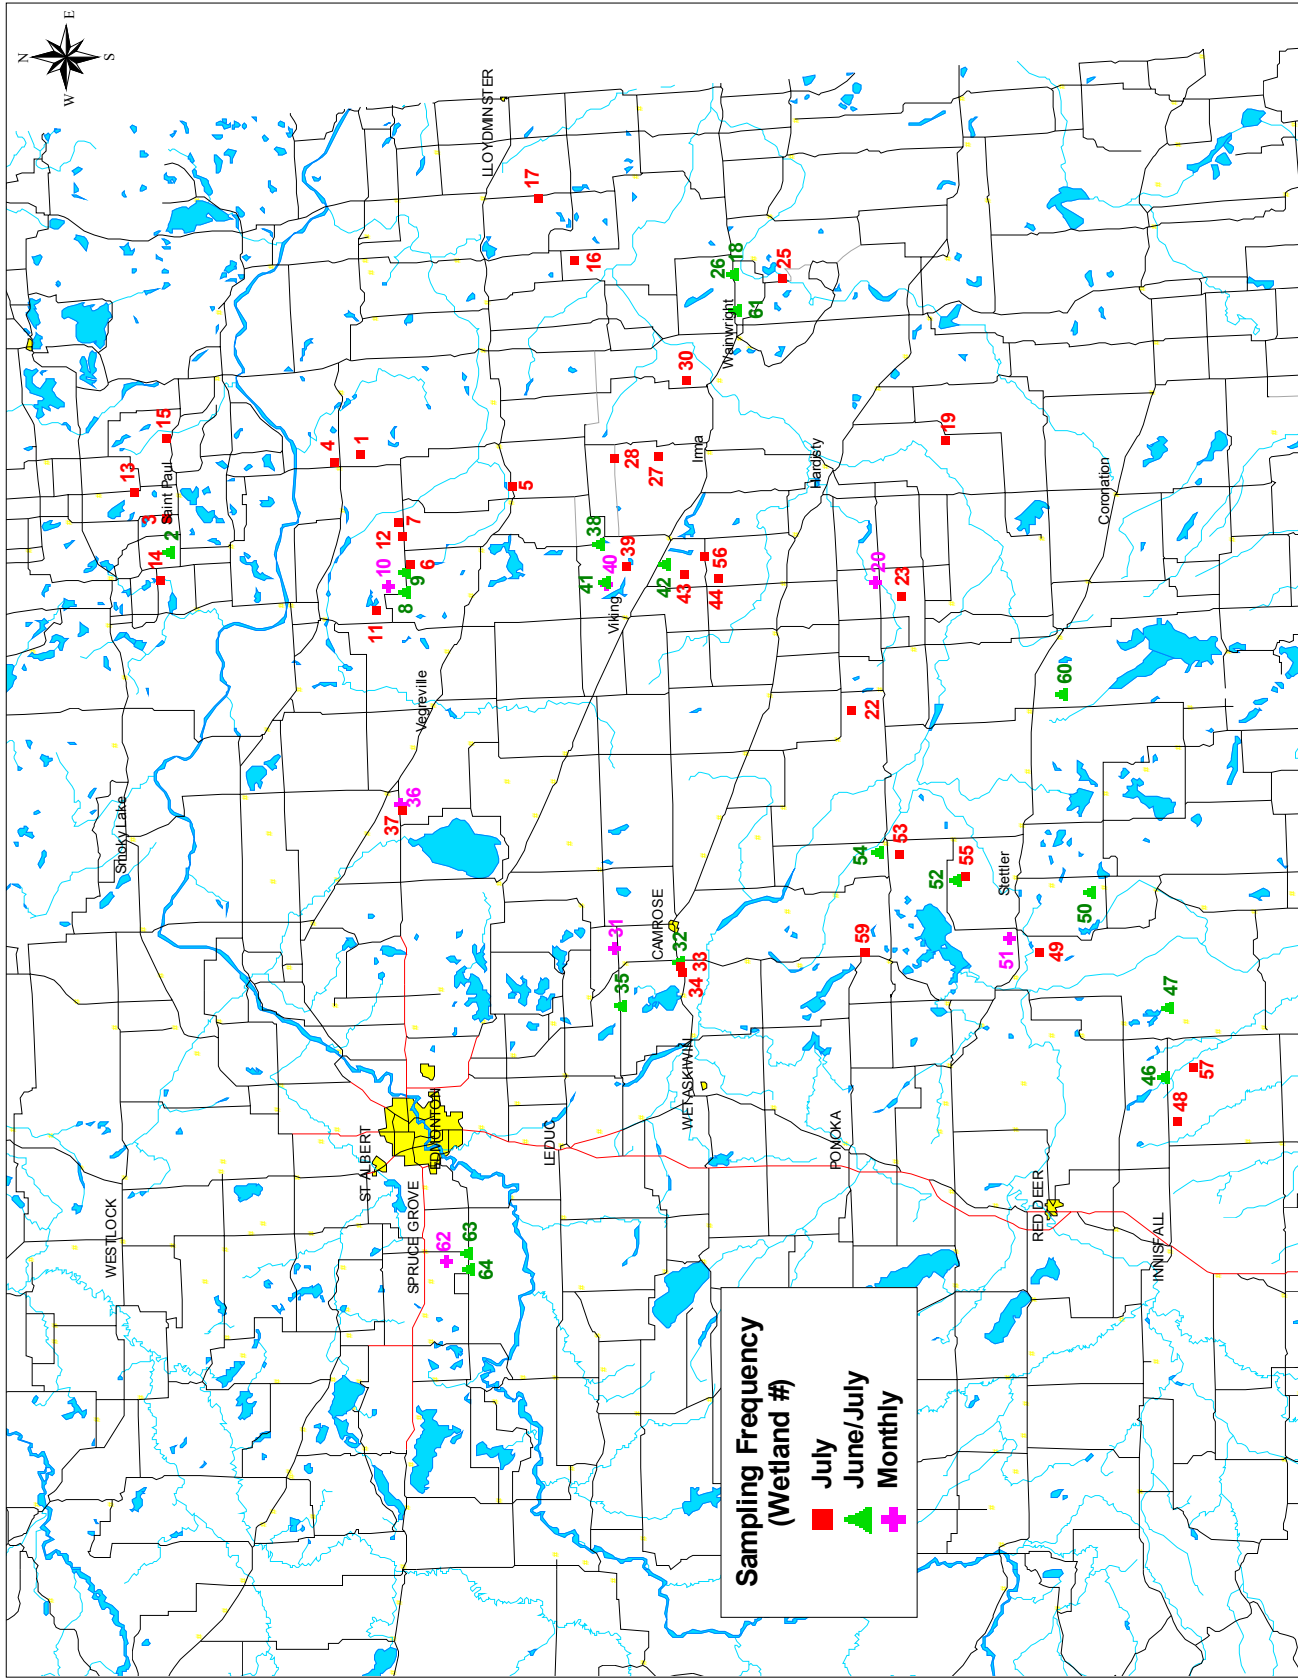 N
E
S
W
LLOYDMINSTER
17
16
13
15
Saint Paul
3
2
14
4
1
5
7
12
6
9
10
8
11
Vegreville
Smoky Lake
36
37
26
18
25
61
Wainwright
30
28
27
Irma
38
39
40
41
Viking
42
43
56
44
Hardisty
19
20
23
22
Coronation
60
54
53
52
55
Stettler
50
51
49
59
31
CAMROSE
32
33
34
35
WETASKIWIN
47
46
57
48
ST ALBERT
EDMONTON
LEDUC
PONOKA
WESTLOCK
SPRUCE GROVE
62
63
64
RED DEER
INNISFALL
Sampling Frequency
(Wetland #)
July
June/July
Monthly